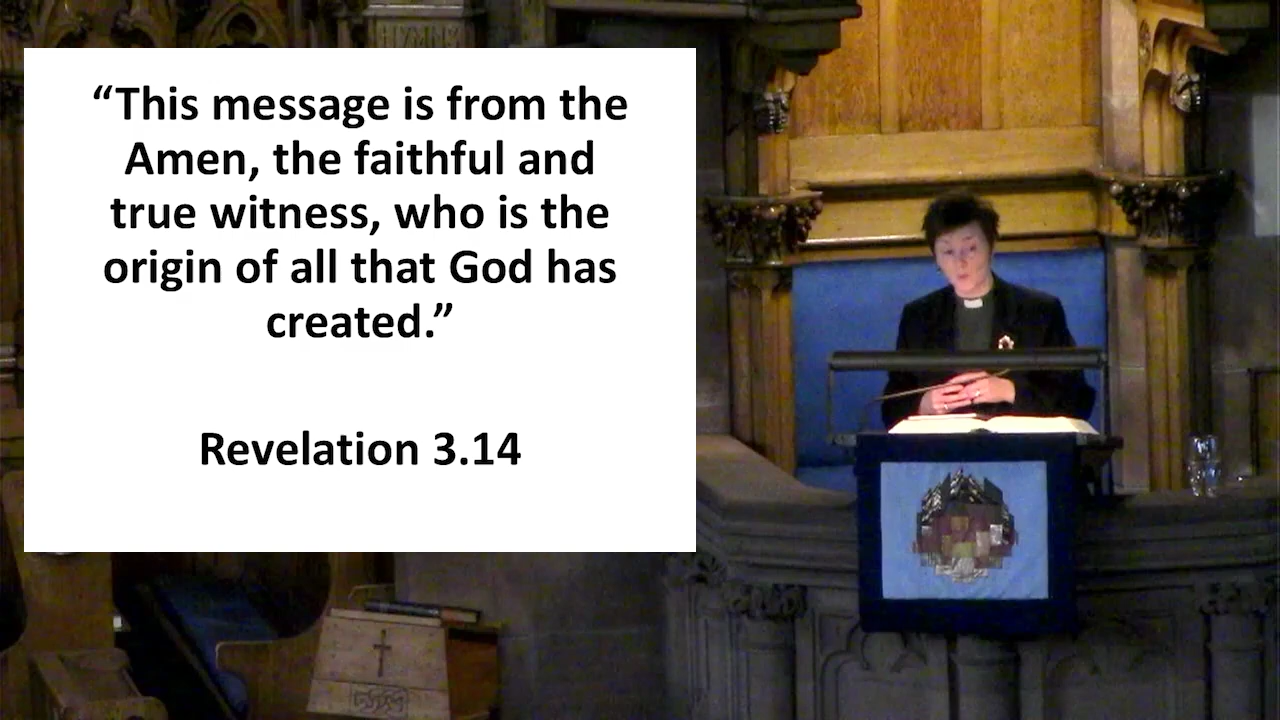 HYMNS
“This message is from the
Amen, the faithful and
true witness, who is the
origin of all that God has
created.”
Revelation 3.14